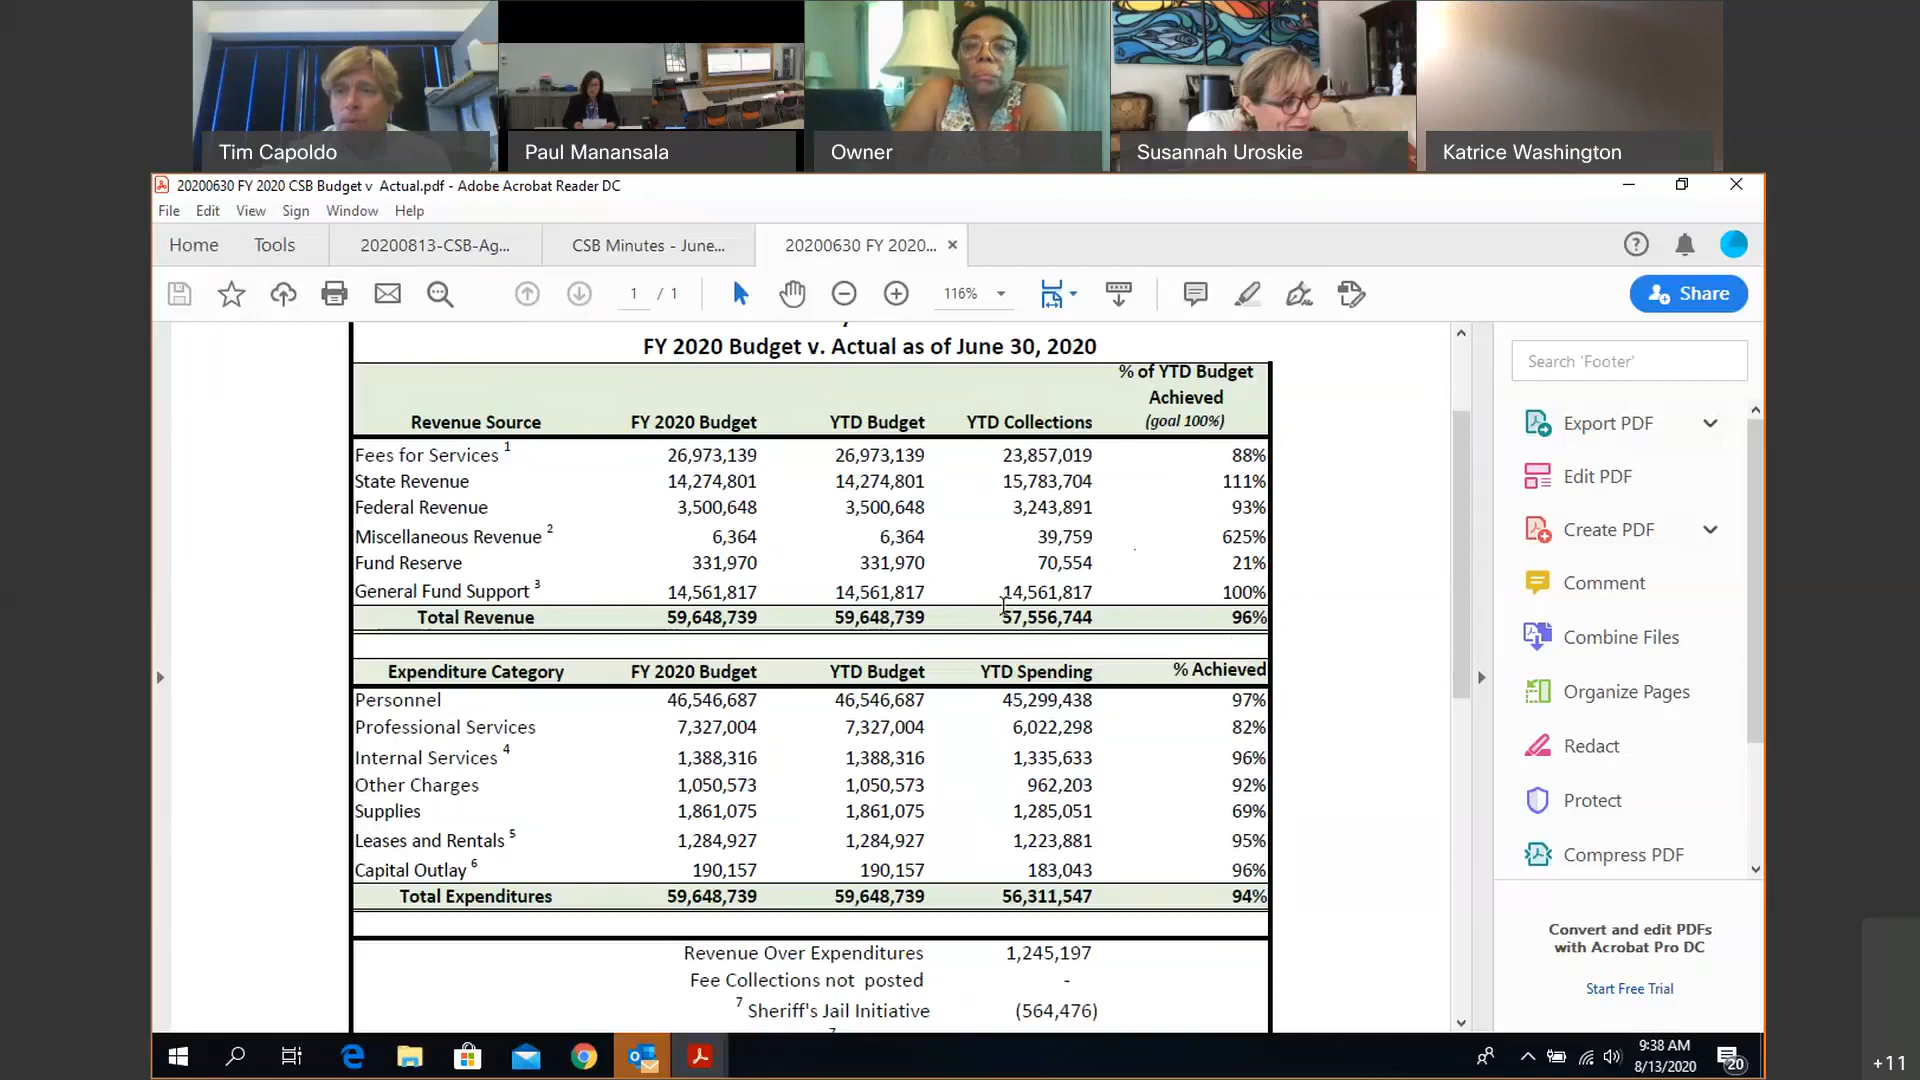 Tim Capoldo
Paul Manansala
Owner
Susannah Uroskie
Katrice Washington
20200630 FY 2020 CSB Budget v Actual.pdf - Adobe Acrobat Reader DC
File Edit View Sign Window Help
Home Tools 20200813-CSB-Ag... CSB Minutes - June... 20200630 FY 2020... ×
1 / 1 116% Share
FY 2020 Budget v. Actual as of June 30, 2020
Revenue Source FY 2020 Budget YTD Budget YTD Collections % of YTD Budget Achieved (goal 100%)
Fees for Services 1 26,973,139 26,973,139 23,857,019 88%
State Revenue 14,274,801 14,274,801 15,783,704 111%
Federal Revenue 3,500,648 3,500,648 3,243,891 93%
Miscellaneous Revenue 2 6,364 6,364 39,759 625%
Fund Reserve 331,970 331,970 70,554 21%
General Fund Support 3 14,561,817 14,561,817 14,561,817 100%
Total Revenue 59,648,739 59,648,739 57,556,744 96%
Expenditure Category FY 2020 Budget YTD Budget YTD Spending % Achieved
Personnel 46,546,687 46,546,687 45,299,438 97%
Professional Services 7,327,004 7,327,004 6,022,298 82%
Internal Services 4 1,388,316 1,388,316 1,335,633 96%
Other Charges 1,050,573 1,050,573 962,203 92%
Supplies 1,861,075 1,861,075 1,285,051 69%
Leases and Rentals 5 1,284,927 1,284,927 1,223,881 95%
Capital Outlay 6 190,157 190,157 183,043 96%
Total Expenditures 59,648,739 59,648,739 56,311,547 94%
Revenue Over Expenditures 1,245,197
Fee Collections not posted -
7 Sheriff's Jail Initiative (564,476)
Search 'Footer'
Export PDF
Edit PDF
Create PDF
Comment
Combine Files
Organize Pages
Redact
Protect
Compress PDF
Convert and edit PDFs
with Acrobat Pro DC
Start Free Trial
9:38 AM
8/13/2020
20
+11